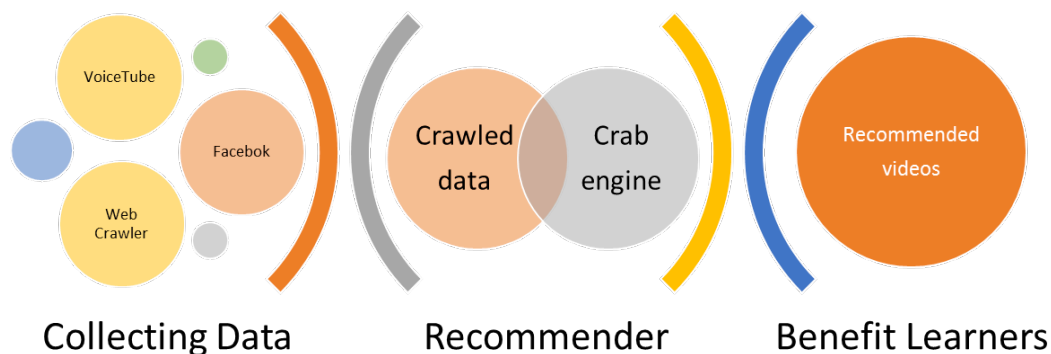 VoiceTube
Facebok
Web
Crawler
Crawled
data
Crab
engine
Recommended
videos
Collecting Data
Recommender
Benefit Learners